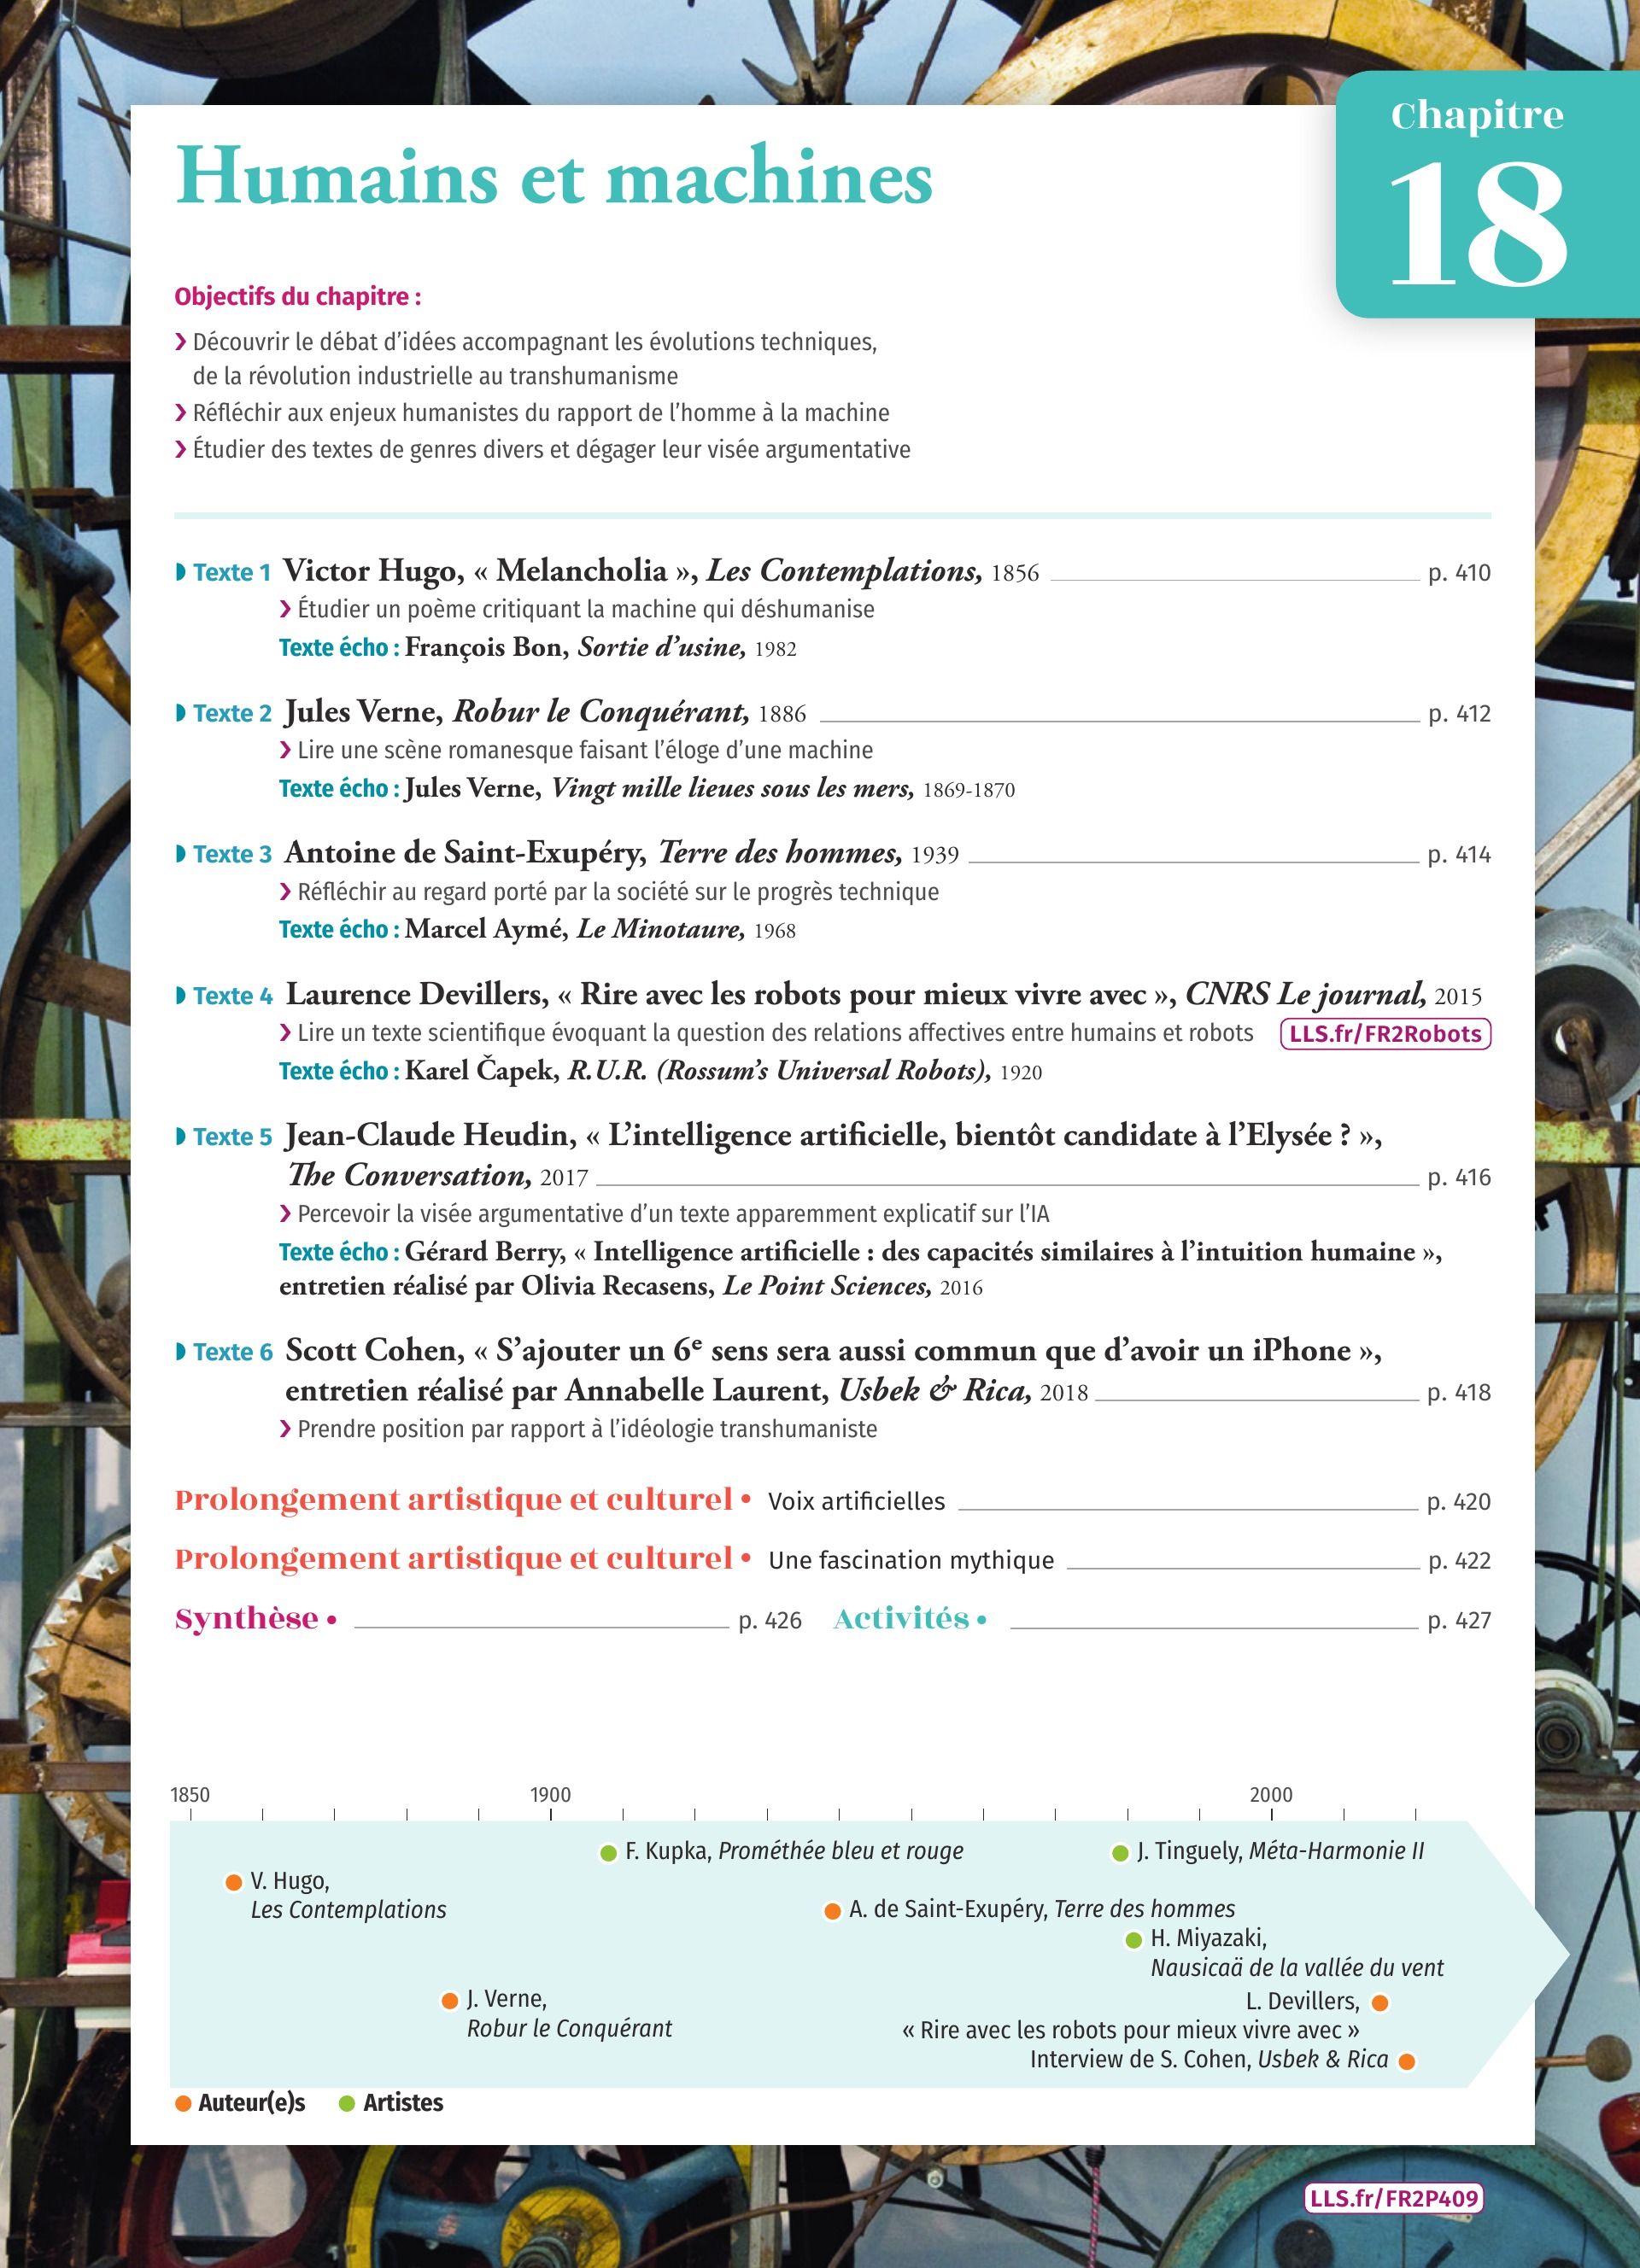 Chapitre
18
Humains et machines
Objectifs du chapitre :
❯ Découvrir le débat d’idées accompagnant les évolutions techniques,
de la révolution industrielle au transhumanisme
❯ Réfléchir aux enjeux humanistes du rapport de l’homme à la machine
❯ Étudier des textes de genres divers et dégager leur visée argumentative
Texte 1 Victor Hugo, « Melancholia », Les Contemplations, 1856 p. 410
❯ Étudier un poème critiquant la machine qui déshumanise
Texte écho : François Bon, Sortie d’usine, 1982
Texte 2 Jules Verne, Robur le Conquérant, 1886 p. 412
❯ Lire une scène romanesque faisant l’éloge d’une machine
Texte écho : Jules Verne, Vingt mille lieues sous les mers, 1869-1870
Texte 3 Antoine de Saint-Exupéry, Terre des hommes, 1939 p. 414
❯ Réfléchir au regard porté par la société sur le progrès technique
Texte écho : Marcel Aymé, Le Minotaure, 1968
Texte 4 Laurence Devillers, « Rire avec les robots pour mieux vivre avec », CNRS Le journal, 2015
❯ Lire un texte scientifique évoquant la question des relations affectives entre humains et robots LLS.fr/FR2Robots
Texte écho : Karel Čapek, R.U.R. (Rossum’s Universal Robots), 1920
Texte 5 Jean-Claude Heudin, « L’intelligence artificielle, bientôt candidate à l’Elysée ? »,
The Conversation, 2017 p. 416
❯ Percevoir la visée argumentative d’un texte apparemment explicatif sur l’IA
Texte écho : Gérard Berry, « Intelligence artificielle : des capacités similaires à l’intuition humaine »,
entretien réalisé par Olivia Recasens, Le Point Sciences, 2016
Texte 6 Scott Cohen, « S’ajouter un 6e sens sera aussi commun que d’avoir un iPhone »,
entretien réalisé par Annabelle Laurent, Usbek & Rica, 2018 p. 418
❯ Prendre position par rapport à l’idéologie transhumaniste
Prolongement artistique et culturel • Voix artificielles p. 420
Prolongement artistique et culturel • Une fascination mythique p. 422
Synthèse • p. 426 Activités • p. 427
1850 1900 2000
F. Kupka, Prométhée bleu et rouge
J. Tinguely, Méta-Harmonie II
V. Hugo,
Les Contemplations
A. de Saint-Exupéry, Terre des hommes
H. Miyazaki,
Nausicaä de la vallée du vent
J. Verne,
Robur le Conquérant
L. Devillers,
« Rire avec les robots pour mieux vivre avec »
Interview de S. Cohen, Usbek & Rica
Auteur(e)s Artistes
LLS.fr/FR2P409